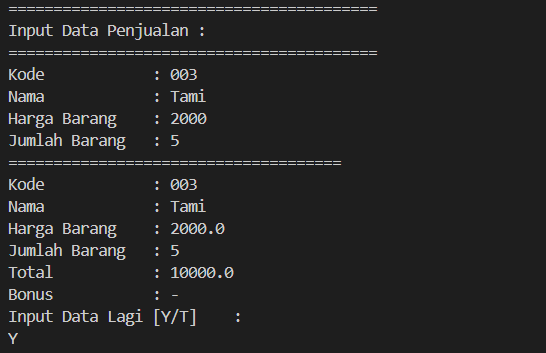 =========================================
Input Data Penjualan :
=========================================
Kode            : 003
Nama            : Tami
Harga Barang    : 2000
Jumlah Barang   : 5
=====================================
Kode            : 003
Nama            : Tami
Harga Barang    : 2000.0
Jumlah Barang   : 5
Total           : 10000.0
Bonus           : -
Input Data Lagi [Y/T]    :
Y